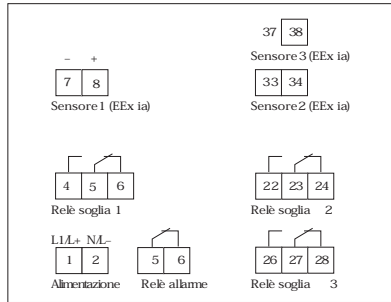 37 38
Sensore 3 (EEx ia)
– +
7 8
33 34
Sensore 1 (EEx ia)
Sensore 2 (EEx ia)
4 5 6
22 23 24
Relè soglia 1
Relè soglia 2
L1/L+ N/L–
1 2
5 6
26 27 28
Alimentazione
Relè allarme
Relè soglia 3